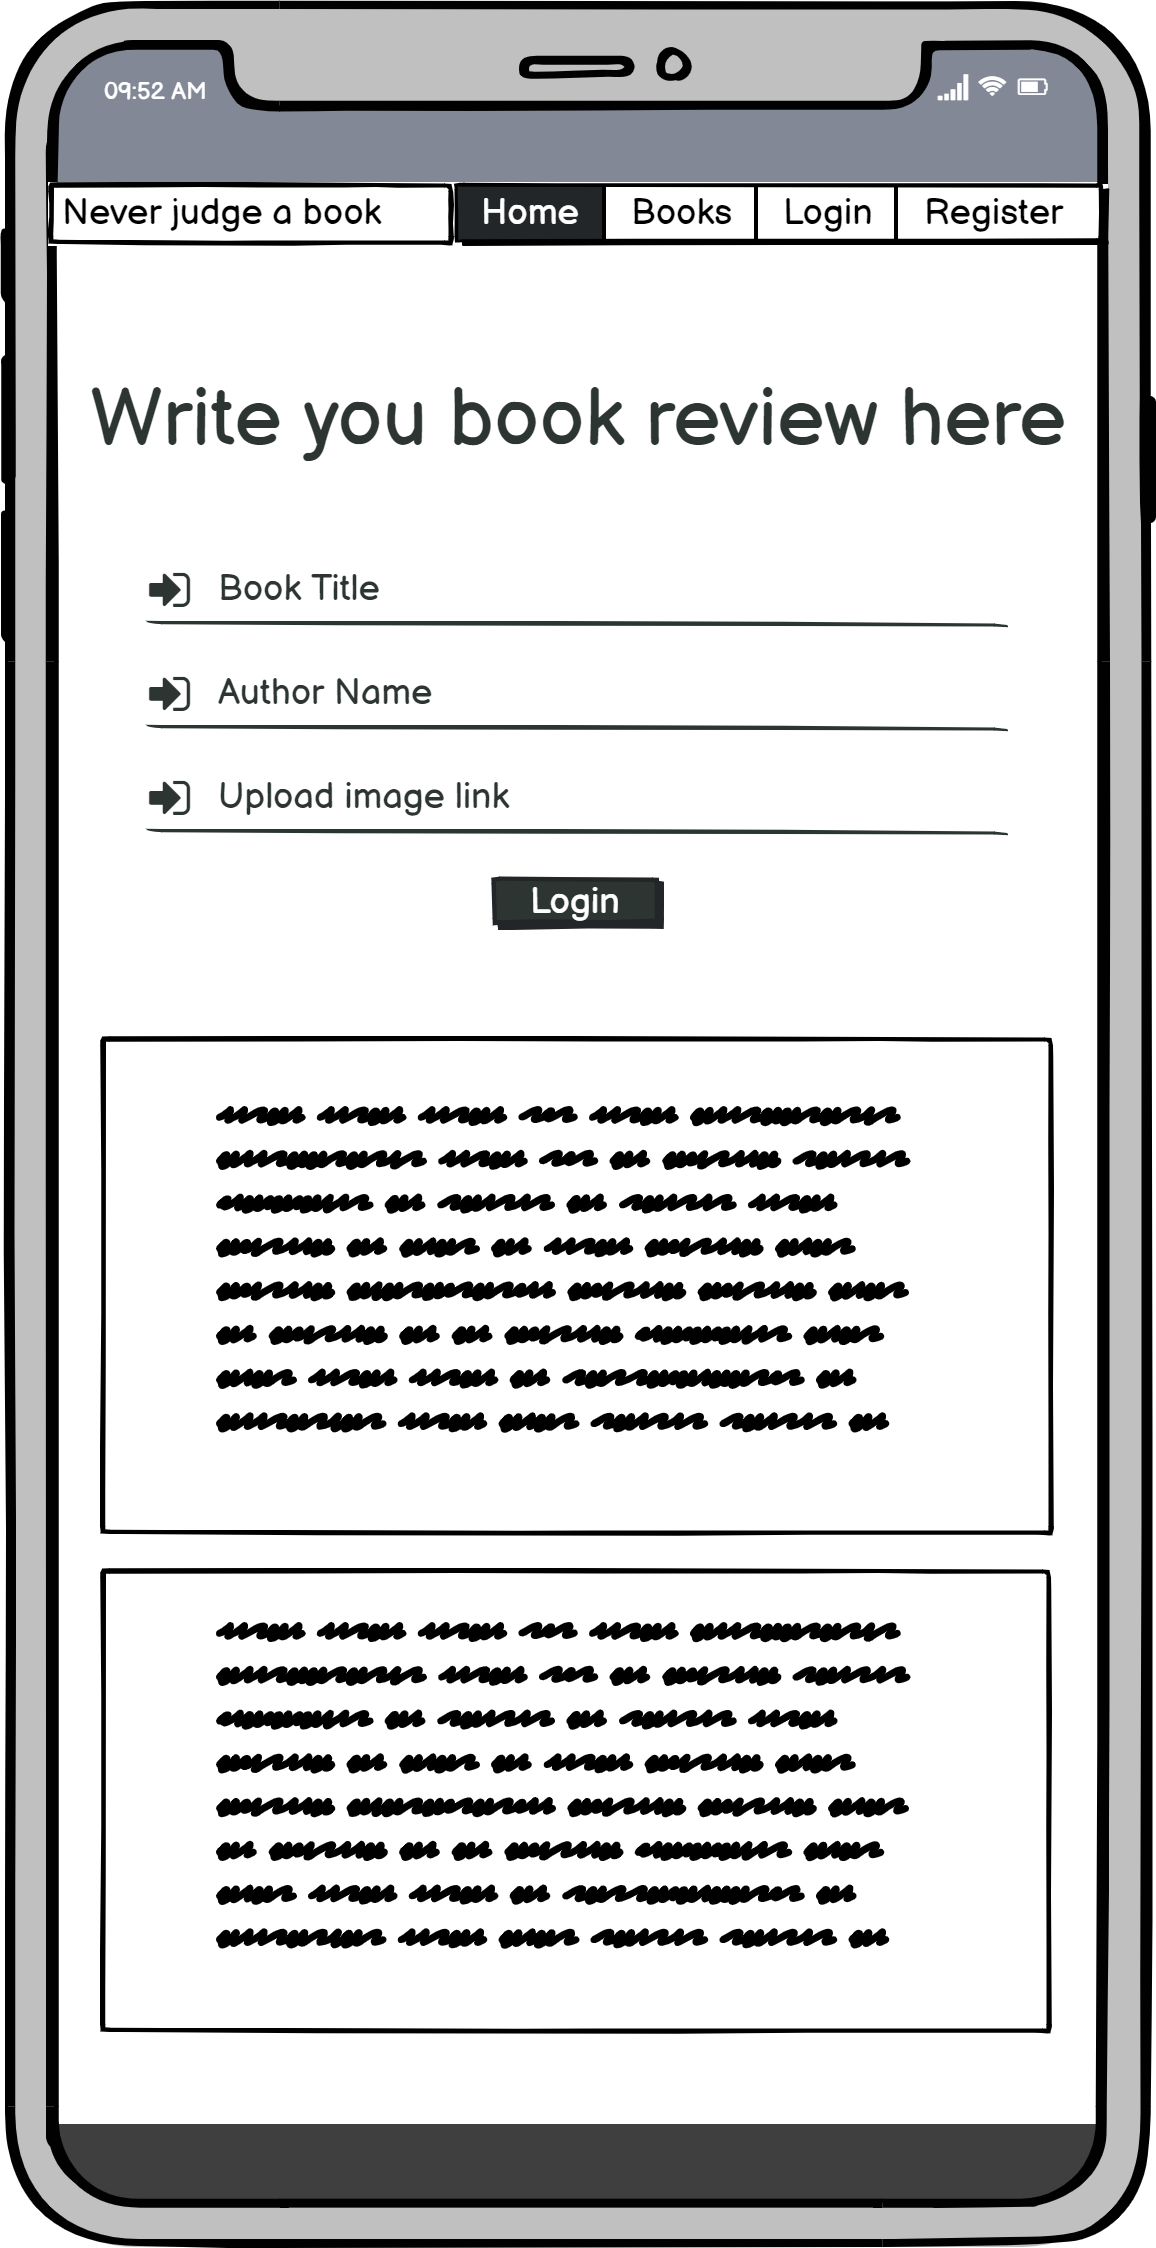 09:52 AM
Never judge a book Home Books Login Register
Write you book review here
Book Title
Author Name
Upload image link
Login